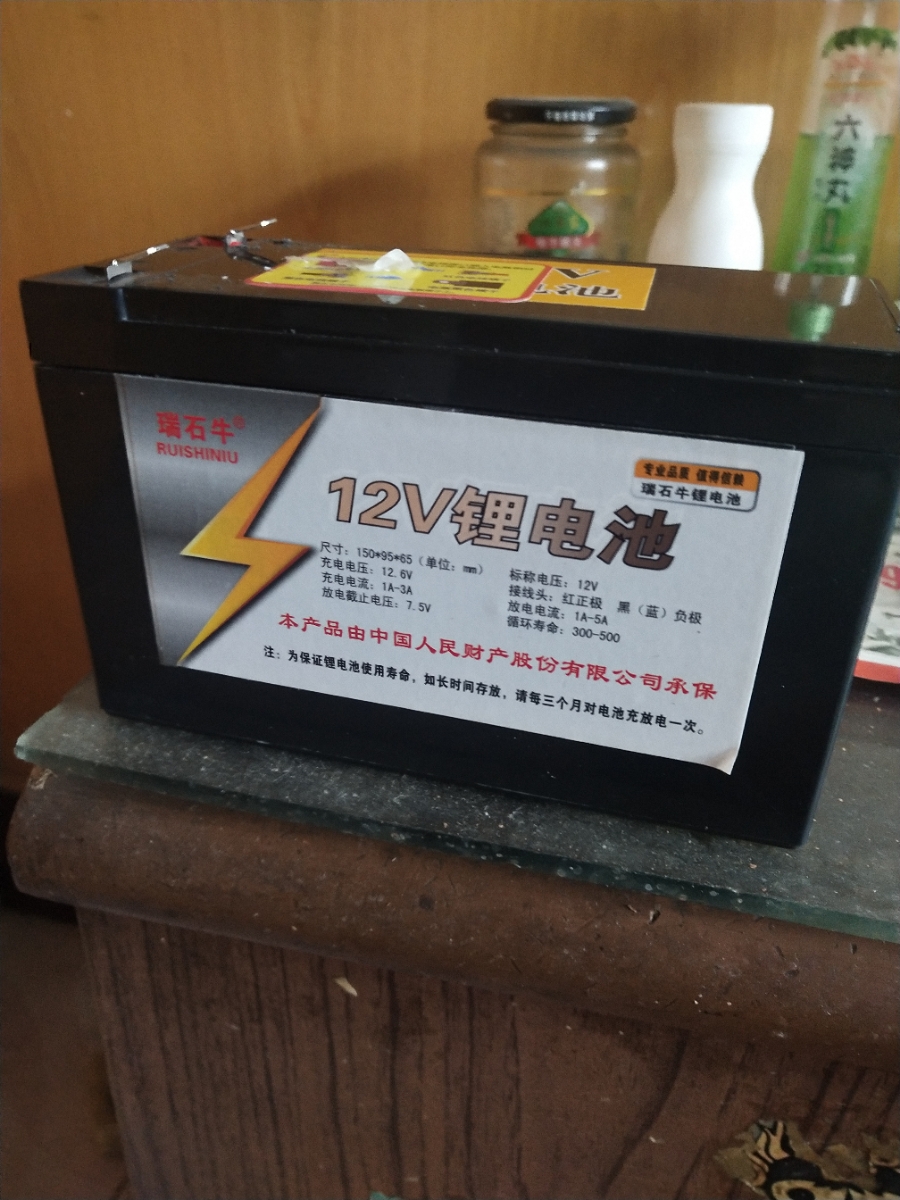 六神丸
瑞石牛®
RUISHINIU
专业品质 值得信赖
瑞石牛锂电池
12V锂电池
尺寸：150*95*65（单位：mm）
充电电压：12.6V
充电电流：1A-3A
放电截止电压：7.5V
标称电压：12V
接线头：红正极 黑（蓝）负极
放电电流：1A-5A
循环寿命：300-500
本产品由中国人民财产股份有限公司承保
注：为保证锂电池使用寿命，如长时间存放，请每三个月对电池充放电一次。